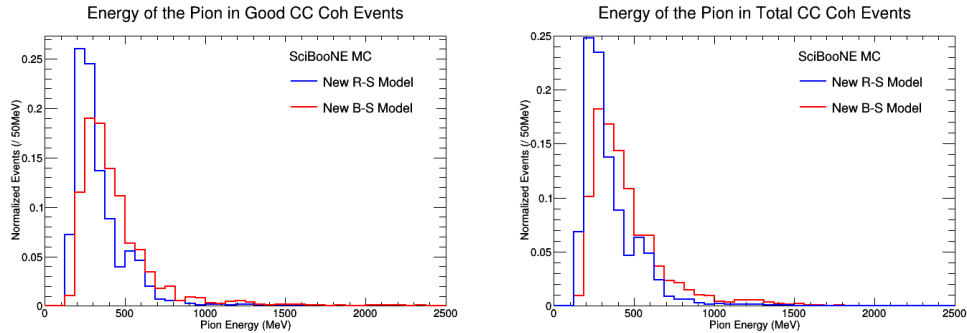 Energy of the Pion in Good CC Coh Events
Normalized Events (/ 50MeV)
0.25
0.2
0.15
0.1
0.05
0
SciBooNE MC
New R-S Model
New B-S Model
0 500 1000 1500 2000 2500
Pion Energy (MeV)
Energy of the Pion in Total CC Coh Events
Normalized Events (/ 50MeV)
0.25
0.2
0.15
0.1
0.05
0
SciBooNE MC
New R-S Model
New B-S Model
0 500 1000 1500 2000 2500
Pion Energy (MeV)